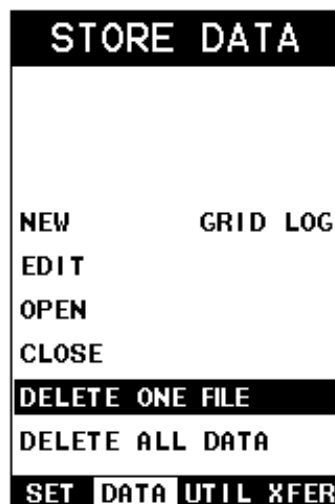 STORE DATA
NEW GRID LOG
EDIT
OPEN
CLOSE
DELETE ONE FILE
DELETE ALL DATA
SET DATA UTIL XFER